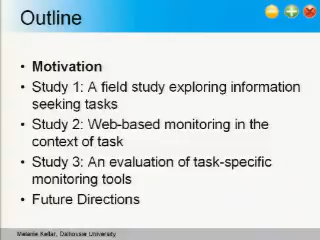 Outline
• Motivation
• Study 1: A field study exploring information
seeking tasks
• Study 2: Web-based monitoring in the
context of task
• Study 3: An evaluation of task-specific
monitoring tools
• Future Directions
Melanie Kellar, Dalhousie University